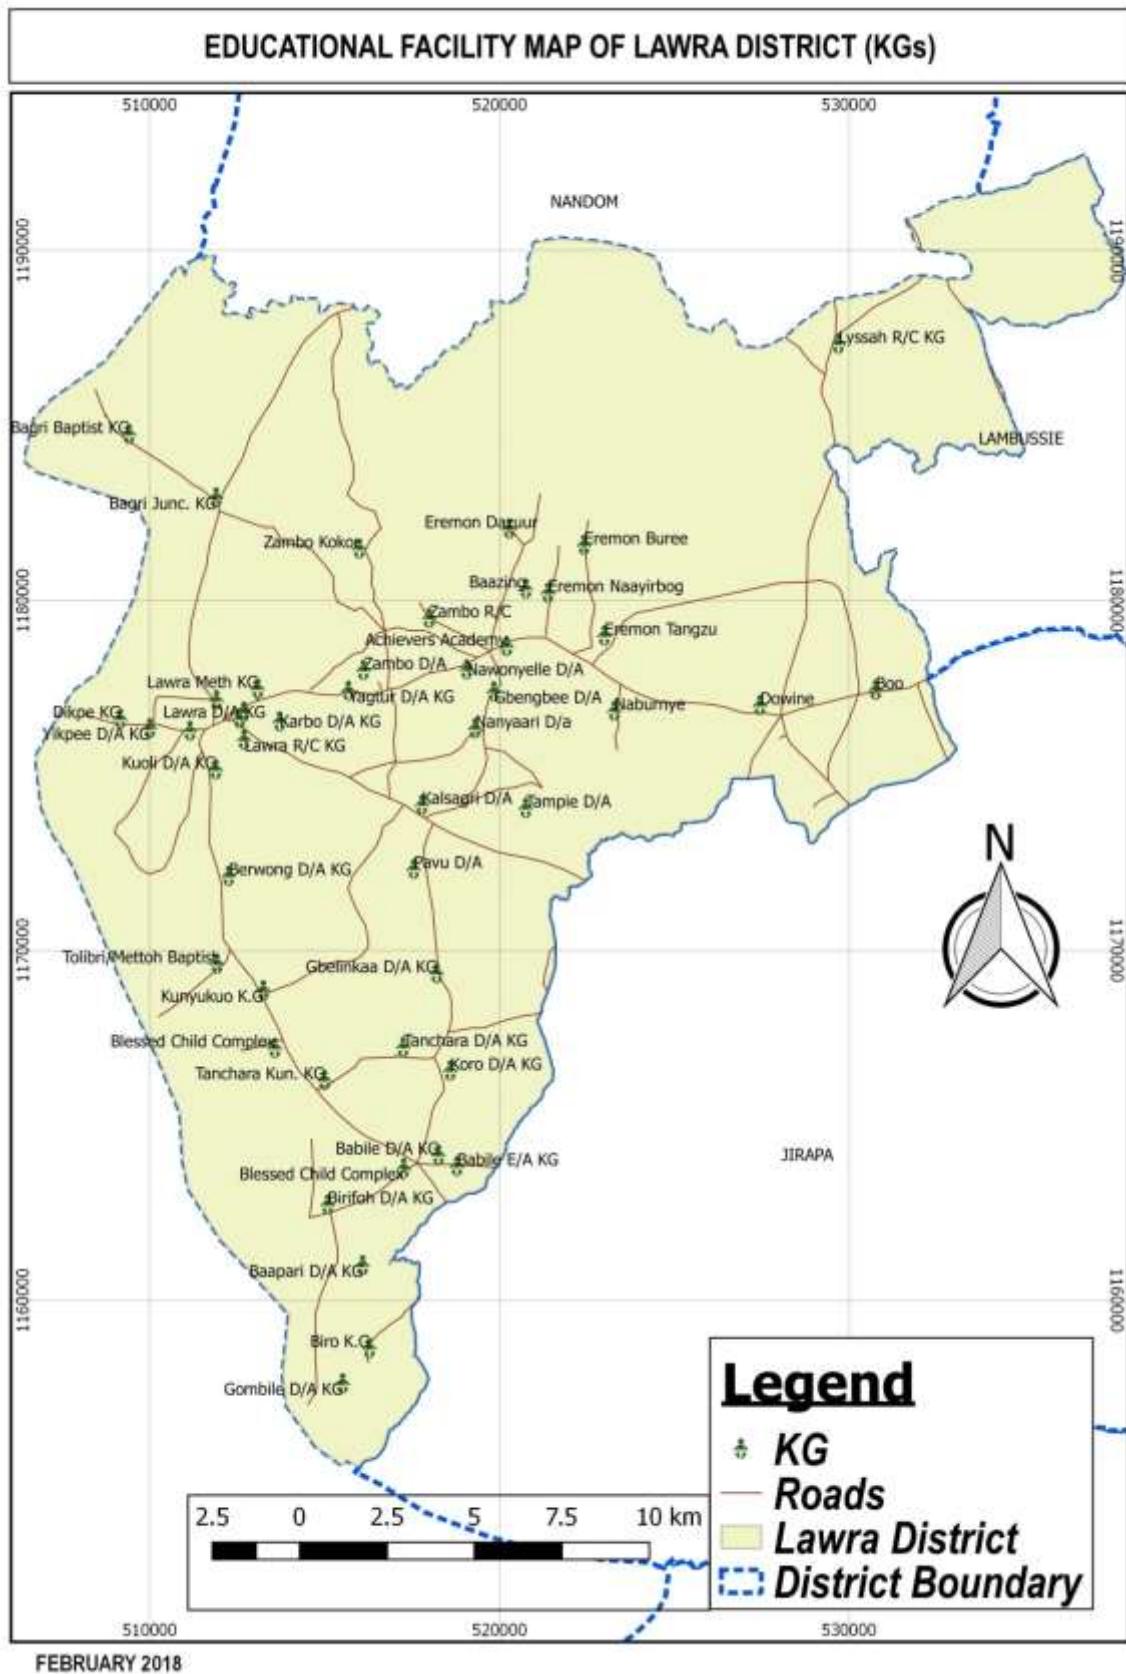 EDUCATIONAL FACILITY MAP OF LAWRA DISTRICT (KGs)
510000 520000 530000
NANDOM
1190000 1190000
Lyssah R/C KG
Bagri Baptist KG
LAMBUSSIE
Bagri Junc. KG
Eremon Dazuur
Zambo Kokor
Eremon Buree
Baazing
Eremon Naayirbog
1180000 1180000
Zambo R/C
Eremon Tangzu
Achievers Academy
Zambo D/A
Nawonyelle D/A
Lawra Meth KG
Yagtur D/A KG
Gbengbee D/A
Naburnye
Dowine
Boo
Dikpe KG
Lawra D/A KG
Karbo D/A KG
Nanyaari D/a
Yikpee D/A KG
Lawra R/C KG
Kuoli D/A KG
Kalsagri D/A
Tampie D/A
Berwong D/A KG
Pavu D/A
1170000 1170000
Tolibri/Mettoh Baptist
Gbelinkaa D/A KG
Kunyukuo K.G
Blessed Child Complex
Tanchara D/A KG
Tanchara Kun. KG
Koro D/A KG
Babile D/A KG
JIRAPA
Babile E/A KG
Blessed Child Complex
Birifoh D/A KG
Baapari D/A KG
1160000 1160000
Biro K.G
Gombile D/A KG
Legend
KG
Roads
Lawra District
District Boundary
N
2.5 0 2.5 5 7.5 10 km
510000 520000 530000
FEBRUARY 2018